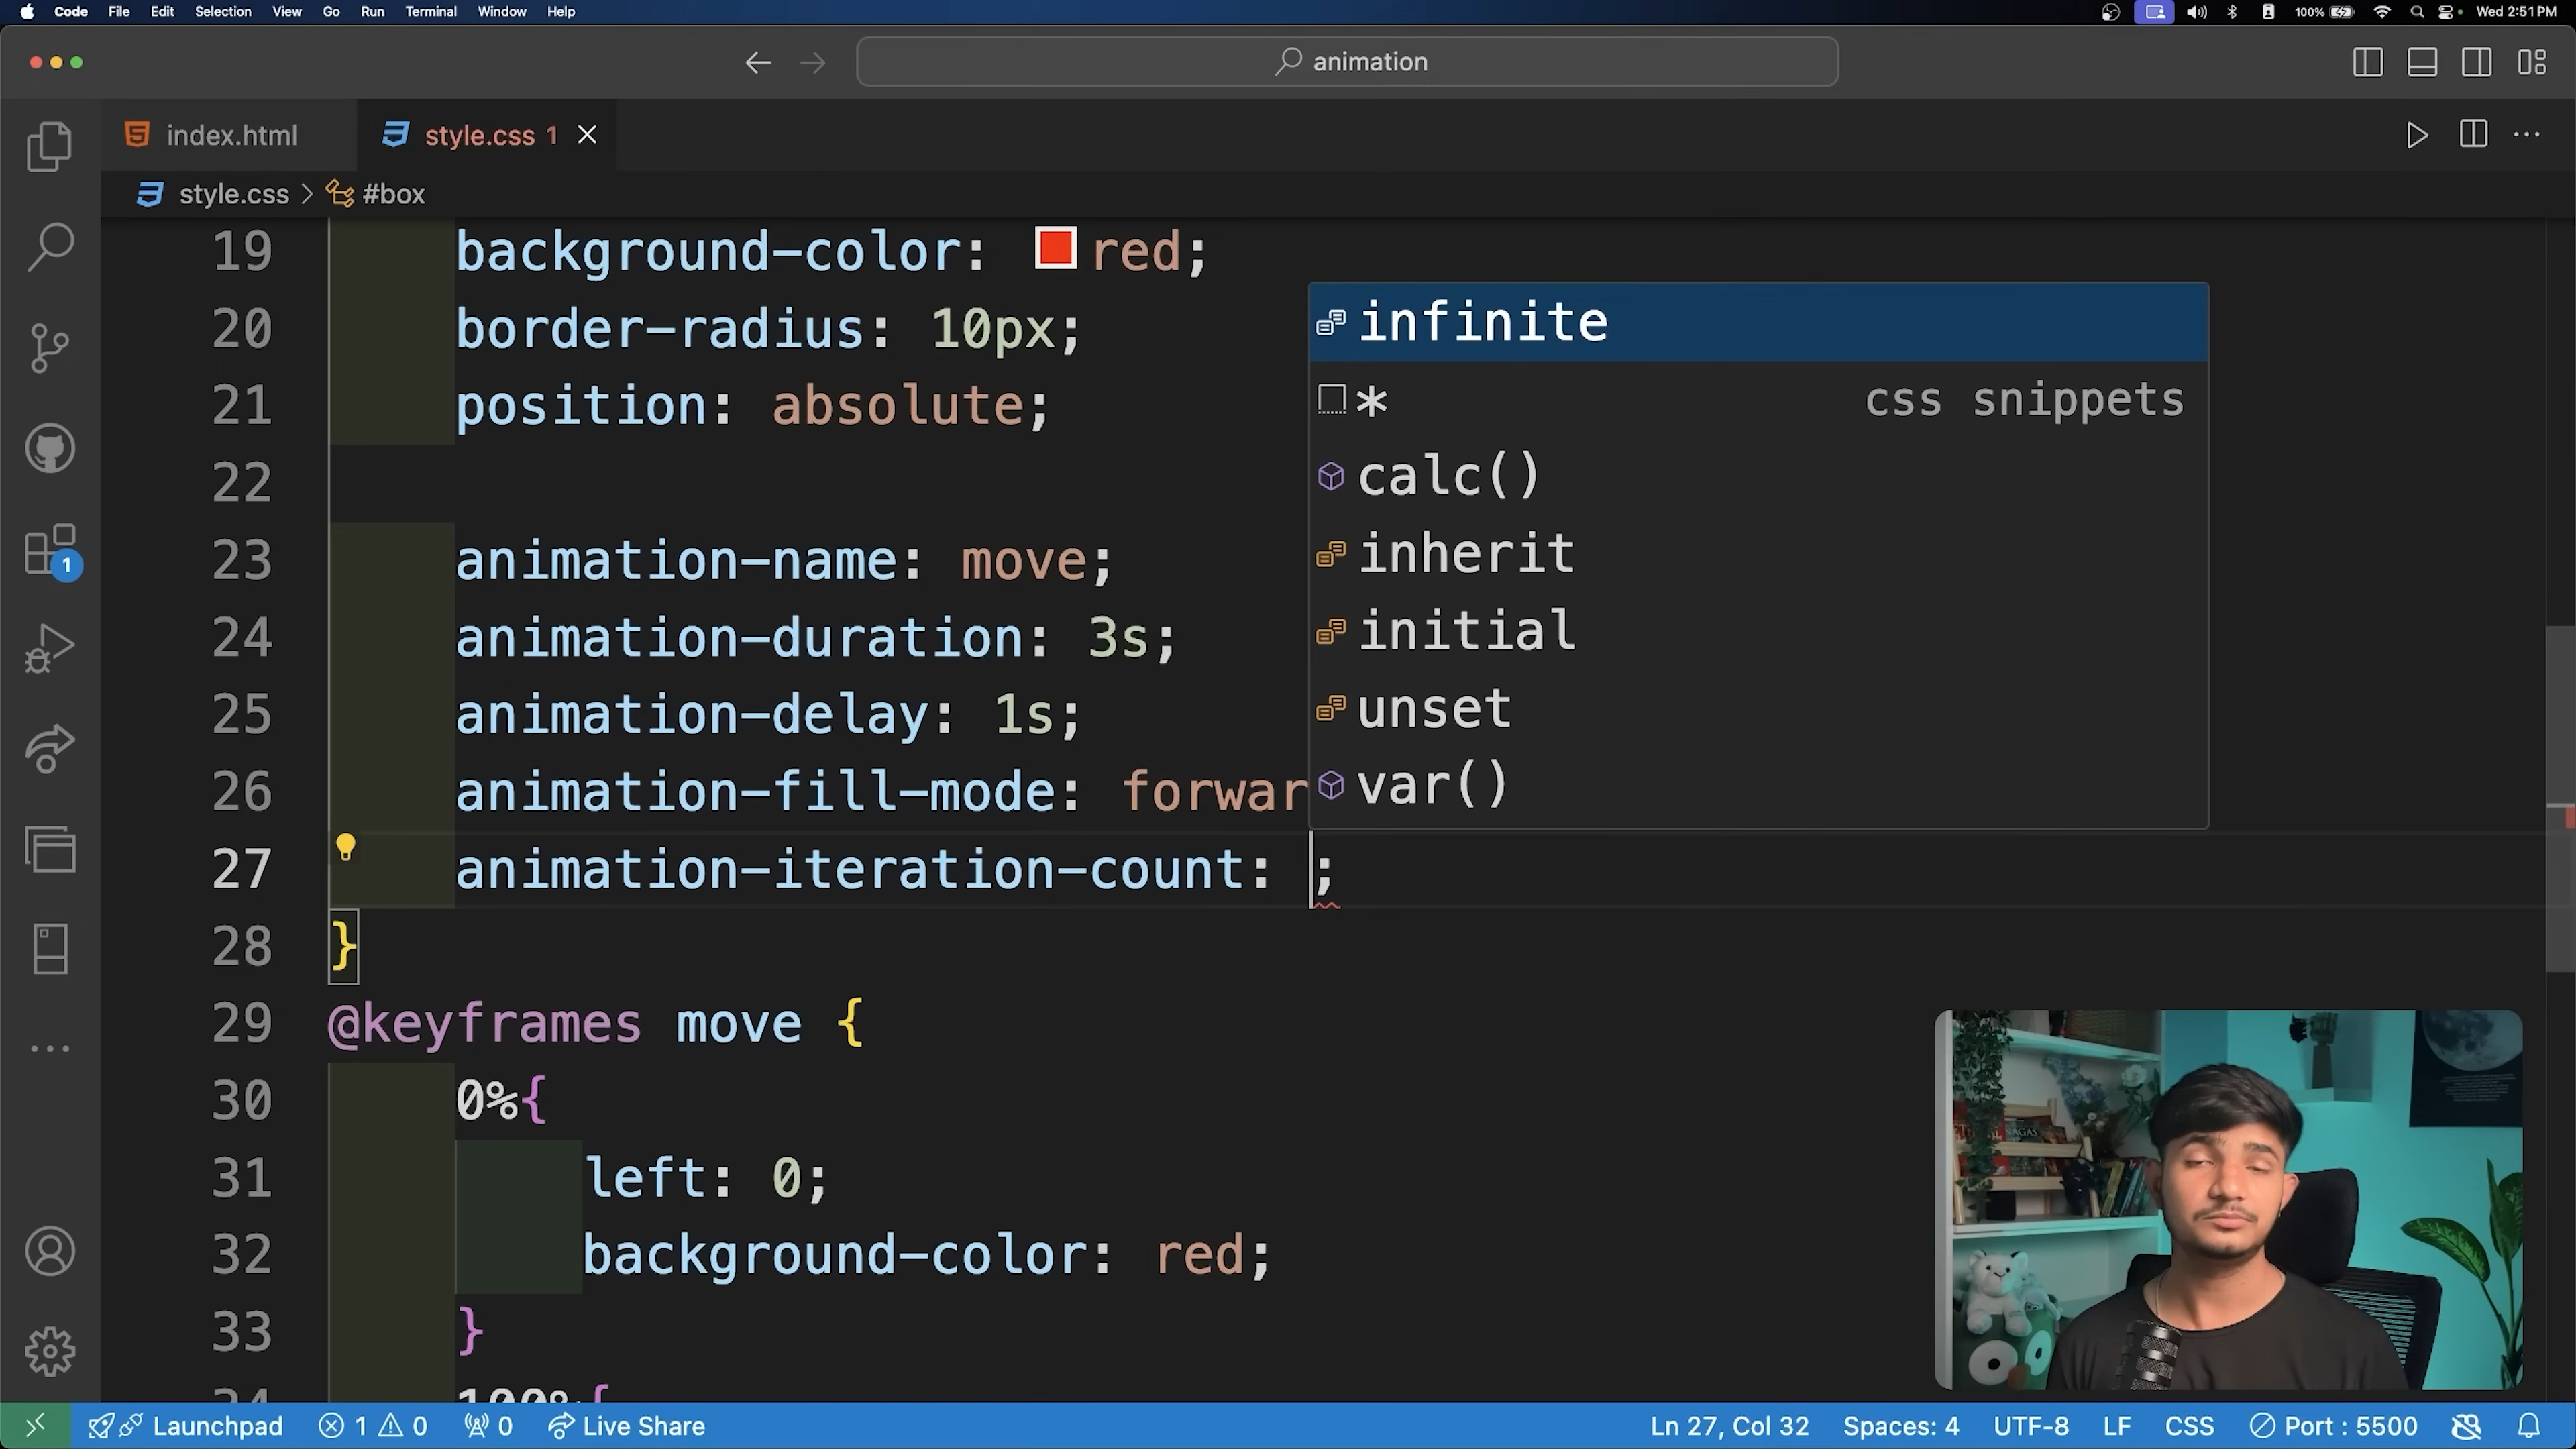 Code File Edit Selection View Go Run Terminal Window Help 100% Wed 2:51 PM
animation
index.html style.css 1
style.css > #box
19 background-color: red;
20 border-radius: 10px;
21 position: absolute;
22
23 animation-name: move;
24 animation-duration: 3s;
25 animation-delay: 1s;
26 animation-fill-mode: forwar
27 animation-iteration-count: ;
28 }
29 @keyframes move {
30 0%{
31 left: 0;
32 background-color: red;
33 }
34 100%{
infinite
* css snippets
calc()
inherit
initial
unset
var()
1
Launchpad 1 0 0 Live Share Ln 27, Col 32 Spaces: 4 UTF-8 LF CSS Port : 5500